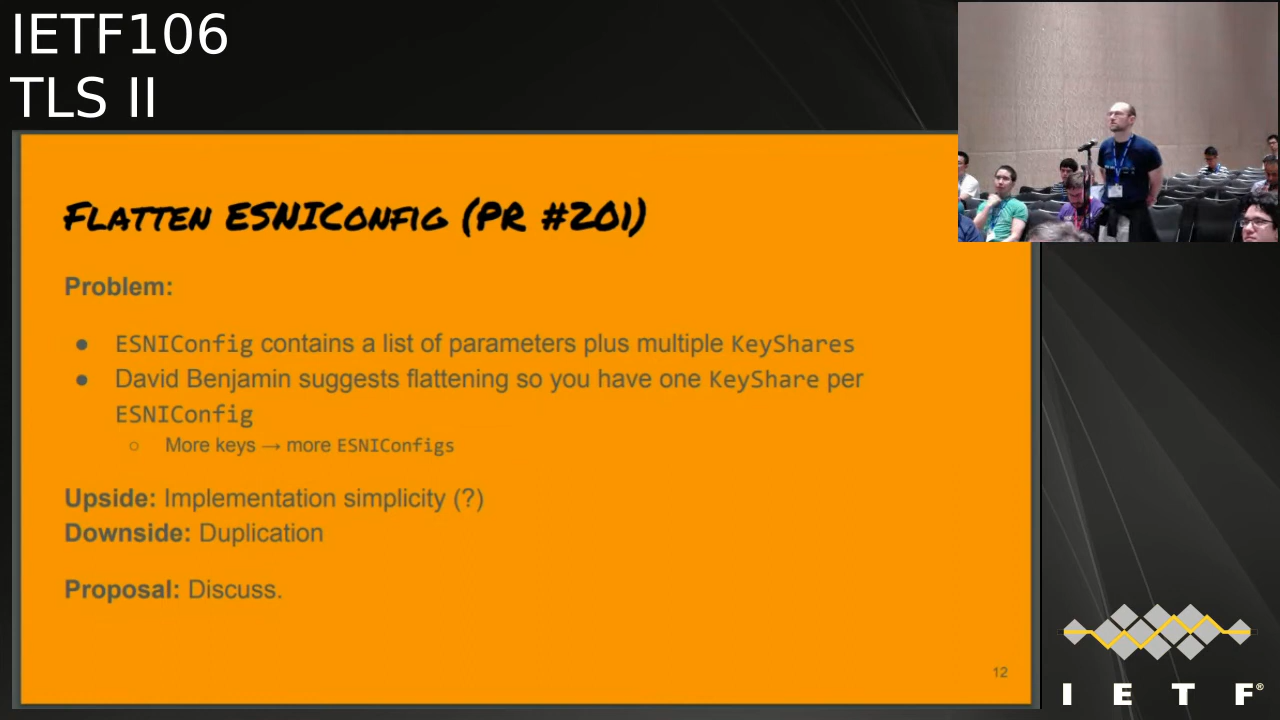 IETF106
TLS II
Flatten ESNIConfig (PR #201)
Problem:
● ESNIConfig contains a list of parameters plus multiple KeyShares
● David Benjamin suggests flattening so you have one KeyShare per
ESNIConfig
○ More keys → more ESNIConfigs
Upside: Implementation simplicity (?)
Downside: Duplication
Proposal: Discuss.
12
I E T F®